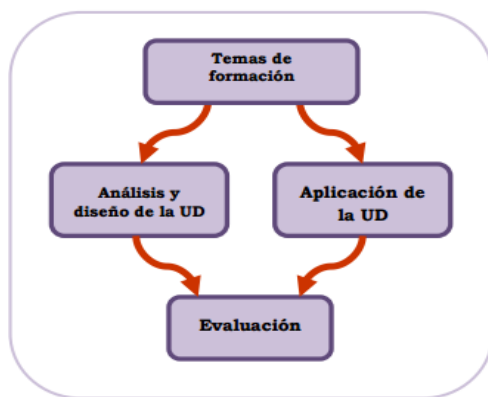 Temas de
formación
Análisis y
diseño de la UD
Aplicación de
la UD
Evaluación